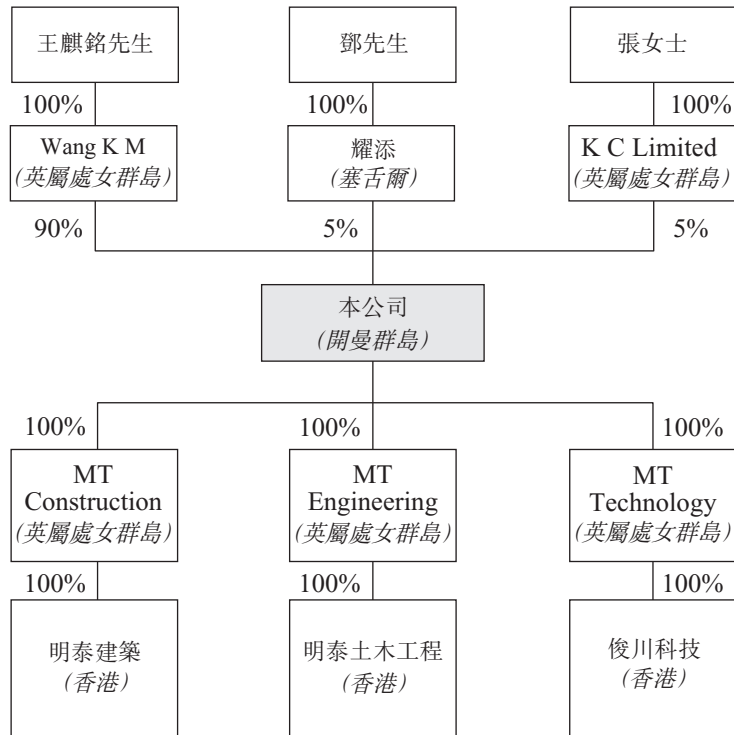 王麒銘先生
鄧先生
張女士
100%
100%
100%
Wang K M
(英屬處女群島)
耀添
(塞舌爾)
K C Limited
(英屬處女群島)
90%
5%
5%
本公司
(開曼群島)
100%
100%
100%
MT
Construction
(英屬處女群島)
MT
Engineering
(英屬處女群島)
MT
Technology
(英屬處女群島)
100%
100%
100%
明泰建築
(香港)
明泰土木工程
(香港)
俊川科技
(香港)